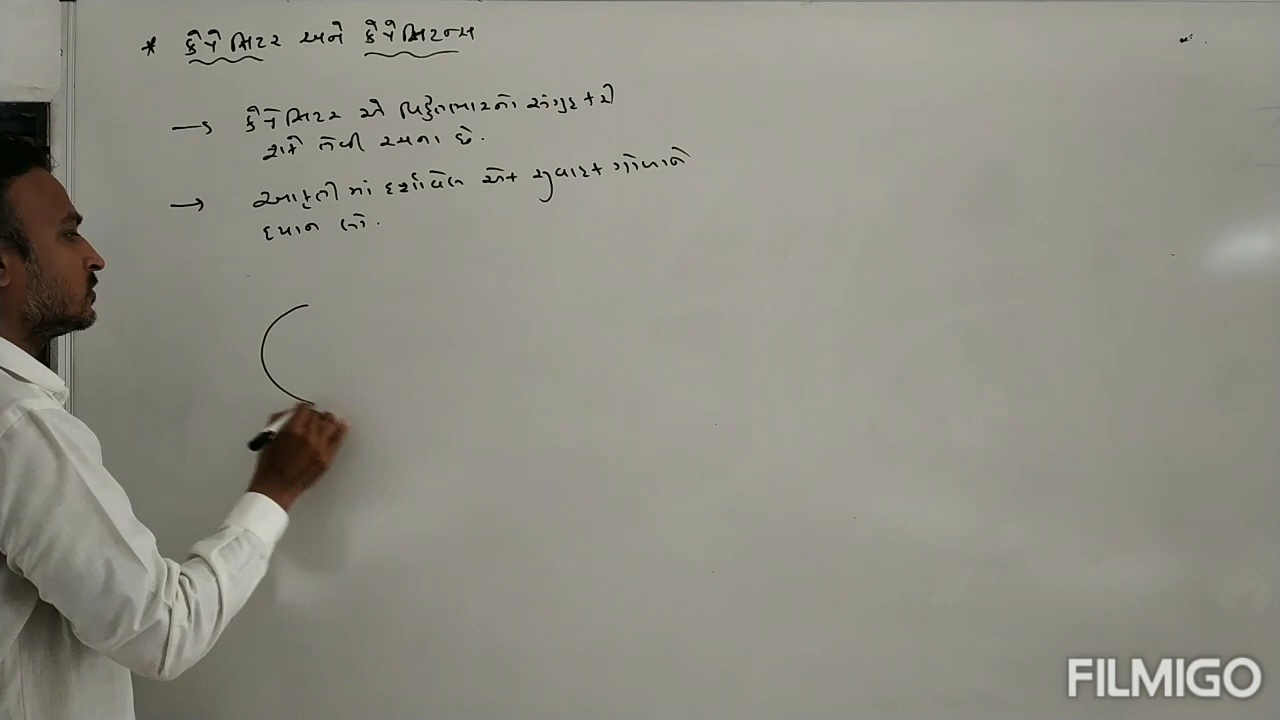 * કેપેસિટર અને કેપેસિટન્સ
→ કેપેસિટર એ વિદ્યુતભારનો સંગ્રહ કરી
શકે તેવી રચના છે.
→ આકૃતીમાં દર્શાવેલ એક સુવાહક ગોળાને
ધ્યાન લો.
FILMIGO